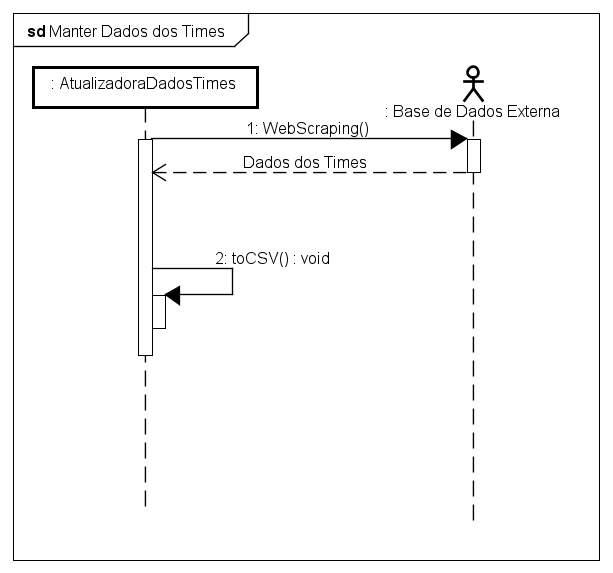 sd Manter Dados dos Times
: AtualizadoraDadosTimes
: Base de Dados Externa
1: WebScraping()
Dados dos Times
2: toCSV() : void